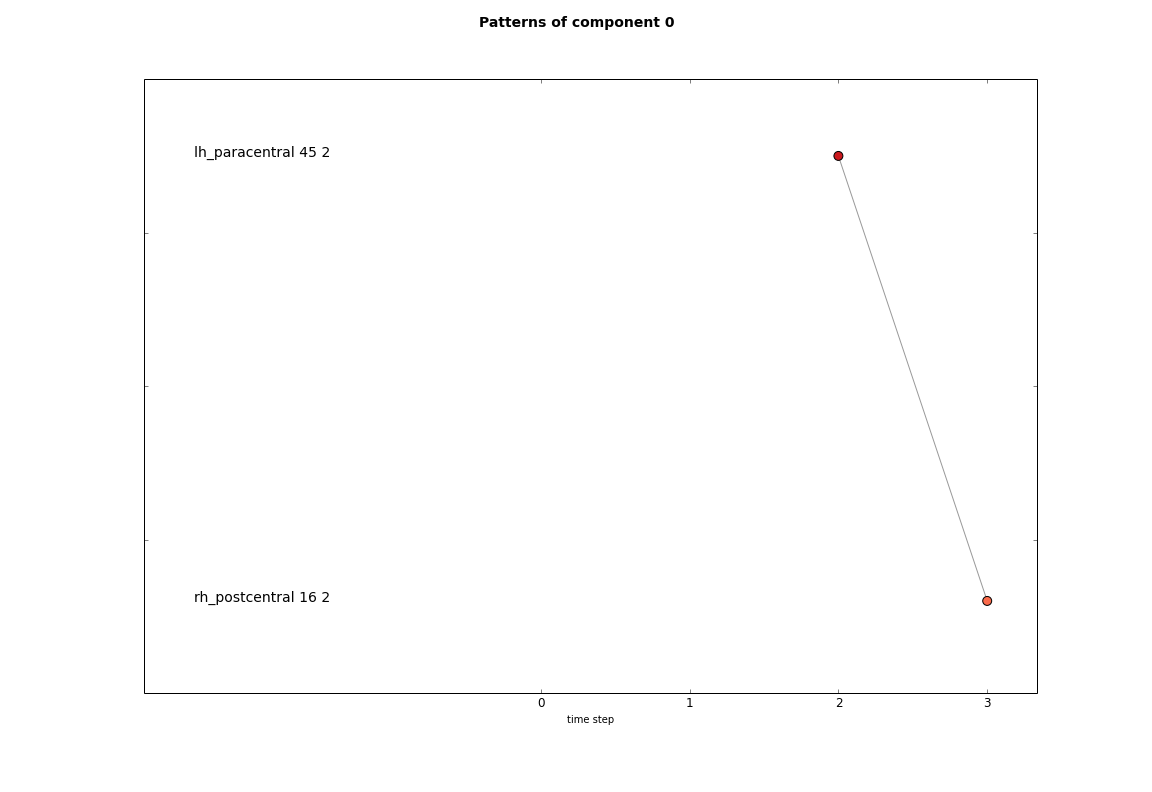 Patterns of component 0
lh_paracentral 45 2
rh_postcentral 16 2
0 1 2 3
time step